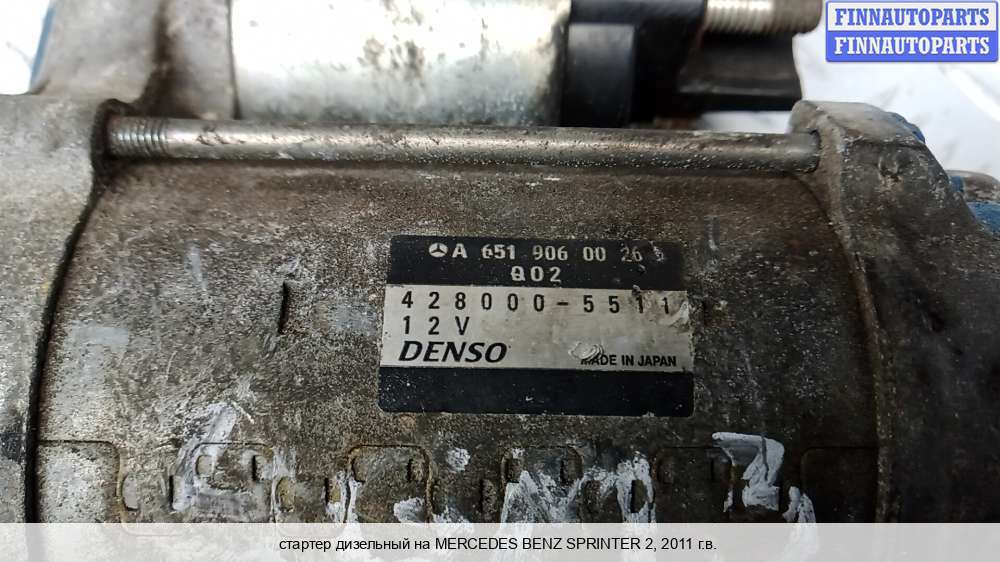 FINNAUTOPARTS
FINNAUTOPARTS
A 651 906 00 26
Q02
428000-5511
12V
DENSO MADE IN JAPAN
стартер дизельный на MERCEDES BENZ SPRINTER 2, 2011 г.в.